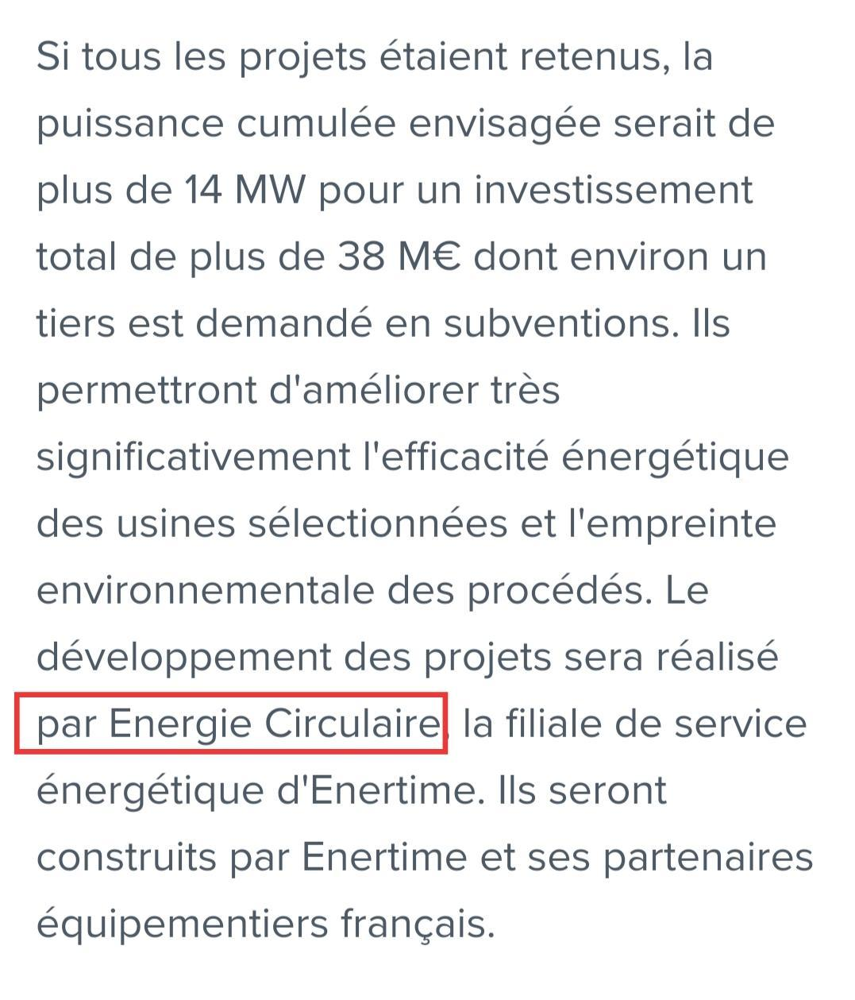 Si tous les projets étaient retenus, la
puissance cumulée envisagée serait de
plus de 14 MW pour un investissement
total de plus de 38 M€ dont environ un
tiers est demandé en subventions. Ils
permettront d'améliorer très
significativement l'efficacité énergétique
des usines sélectionnées et l'empreinte
environnementale des procédés. Le
développement des projets sera réalisé
par Energie Circulaire, la filiale de service
énergétique d'Enertime. Ils seront
construits par Enertime et ses partenaires
équipementiers français.